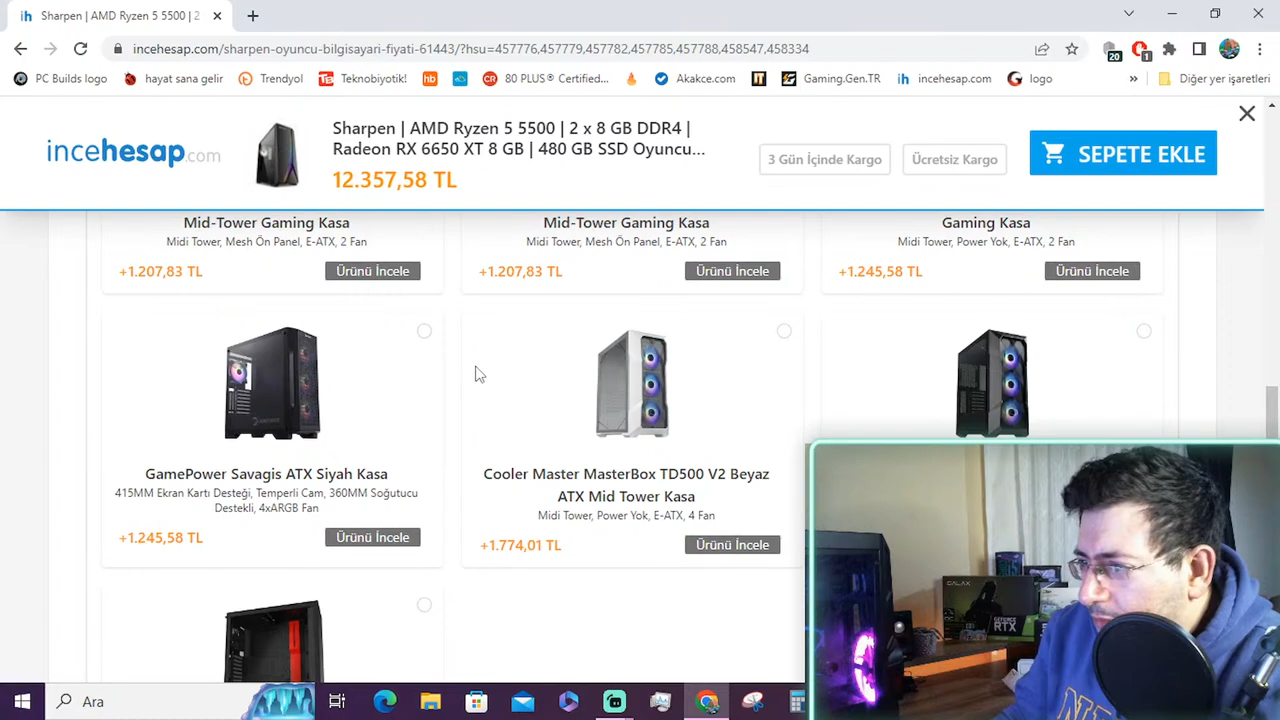 Sharpen | AMD Ryzen 5 5500 | 2
incehesap.com/sharpen-oyuncu-bilgisayari-fiyati-61443/?hsu=457776,457779,457782,457785,457788,458547,458334
20
1
PC Builds logo
hayat sana gelir
Trendyol
Teknobiyotik!
hb
CR 80 PLUS® Certified...
Akakce.com
IT
Gaming.Gen.TR
ih incehesap.com
G logo
»
Diğer yer işaretleri
incehesap.com
Sharpen | AMD Ryzen 5 5500 | 2 x 8 GB DDR4 |
Radeon RX 6650 XT 8 GB | 480 GB SSD Oyuncu...
12.357,58 TL
3 Gün İçinde Kargo
Ücretsiz Kargo
SEPETE EKLE
Mid-Tower Gaming Kasa
Midi Tower, Mesh Ön Panel, E-ATX, 2 Fan
+1.207,83 TL
Ürünü İncele
Mid-Tower Gaming Kasa
Midi Tower, Mesh Ön Panel, E-ATX, 2 Fan
+1.207,83 TL
Ürünü İncele
Gaming Kasa
Midi Tower, Power Yok, E-ATX, 2 Fan
+1.245,58 TL
Ürünü İncele
GamePower Savagis ATX Siyah Kasa
415MM Ekran Kartı Desteği, Temperli Cam, 360MM Soğutucu
Destekli, 4xARGB Fan
+1.245,58 TL
Ürünü İncele
Cooler Master MasterBox TD500 V2 Beyaz
ATX Mid Tower Kasa
Midi Tower, Power Yok, E-ATX, 4 Fan
+1.774,01 TL
Ürünü İncele
GALAX
GEFORCE
RTX
Ara